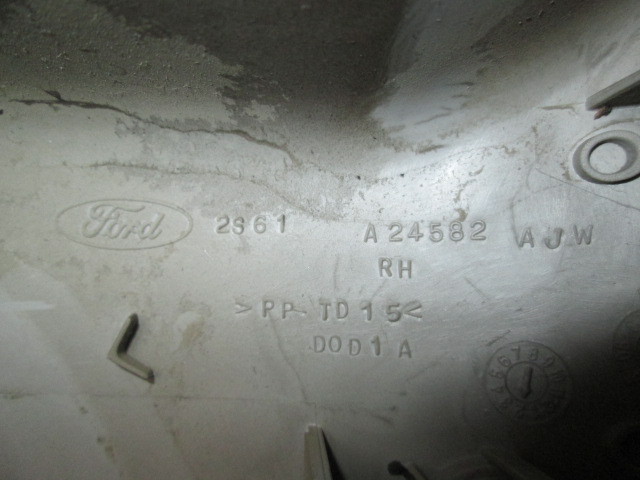 Ford 2S61 A24582 AJW
RH
>PP-TD15<
DOD1A